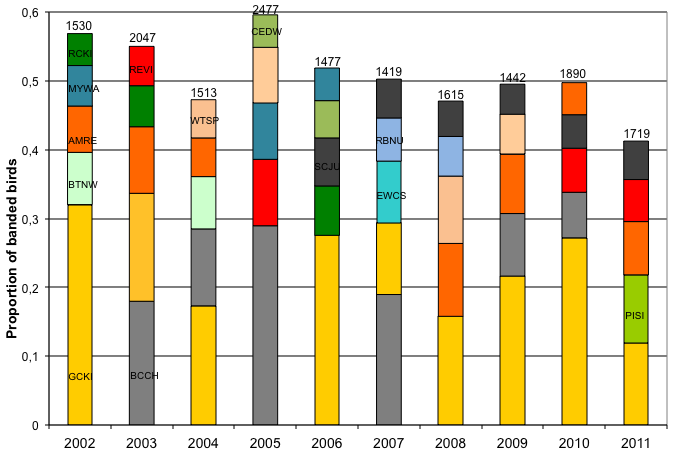 0,6
0,5
0,4
0,3
0,2
0,1
0
Proportion of banded birds
1530
2047
1513
2477
1477
1419
1615
1442
1890
1719
RCKI
MYWA
AMRE
BTNW
GCKI
REVI
BCCH
WTSP
CEDW
SCJU
RBNU
EWCS
PISI
2002 2003 2004 2005 2006 2007 2008 2009 2010 2011